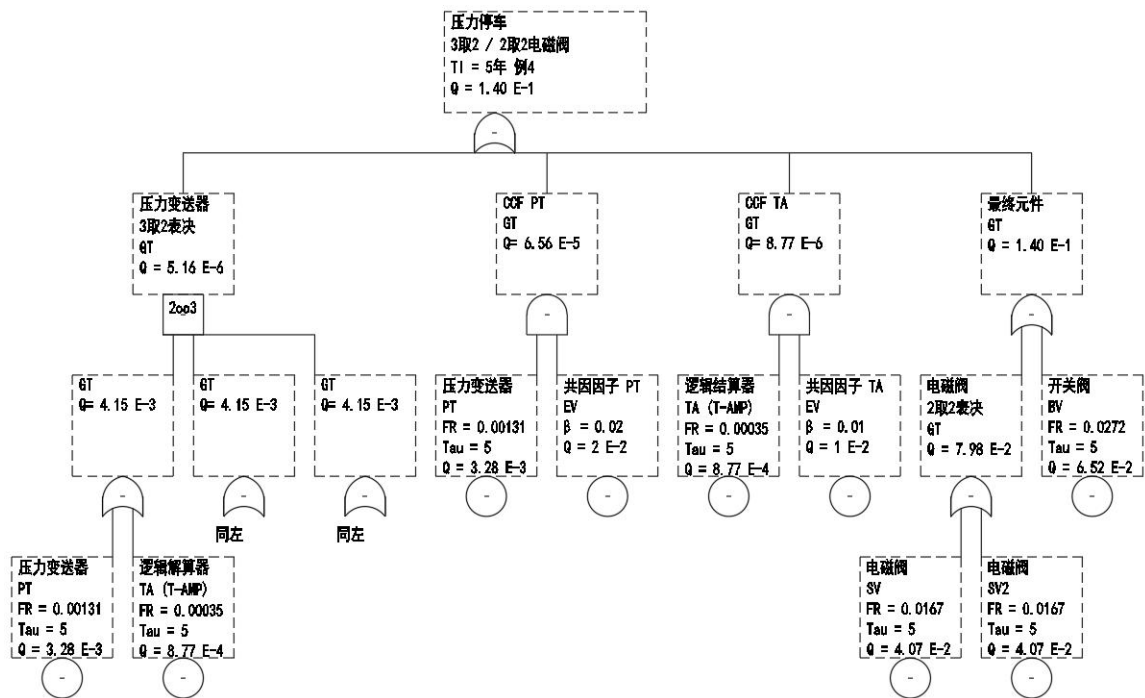 压力停车
3取2 / 2取2电磁阀
TI = 5年 例4
Q = 1.40 E-1
压力变送器
3取2表决
GT
Q = 5.16 E-6
CCF PT
GT
Q= 6.56 E-5
CCF TA
GT
Q= 8.77 E-6
最终元件
GT
Q = 1.40 E-1
2oo3
GT
Q= 4.15 E-3
GT
Q= 4.15 E-3
GT
Q= 4.15 E-3
压力变送器
PT
FR = 0.00131
Tau = 5
Q = 3.28 E-3
共因因子 PT
EV
β = 0.02
Q = 2 E-2
逻辑结算器
TA (T-AMP)
FR = 0.00035
Tau = 5
Q = 8.77 E-4
共因因子 TA
EV
β = 0.01
Q = 1 E-2
电磁阀
2取2表决
GT
Q = 7.98 E-2
开关阀
BV
FR = 0.0272
Tau = 5
Q = 6.52 E-2
同左
同左
压力变送器
PT
FR = 0.00131
Tau = 5
Q = 3.28 E-3
逻辑解算器
TA (T-AMP)
FR = 0.00035
Tau = 5
Q = 8.77 E-4
电磁阀
SV
FR = 0.0167
Tau = 5
Q = 4.07 E-2
电磁阀
SV2
FR = 0.0167
Tau = 5
Q = 4.07 E-2